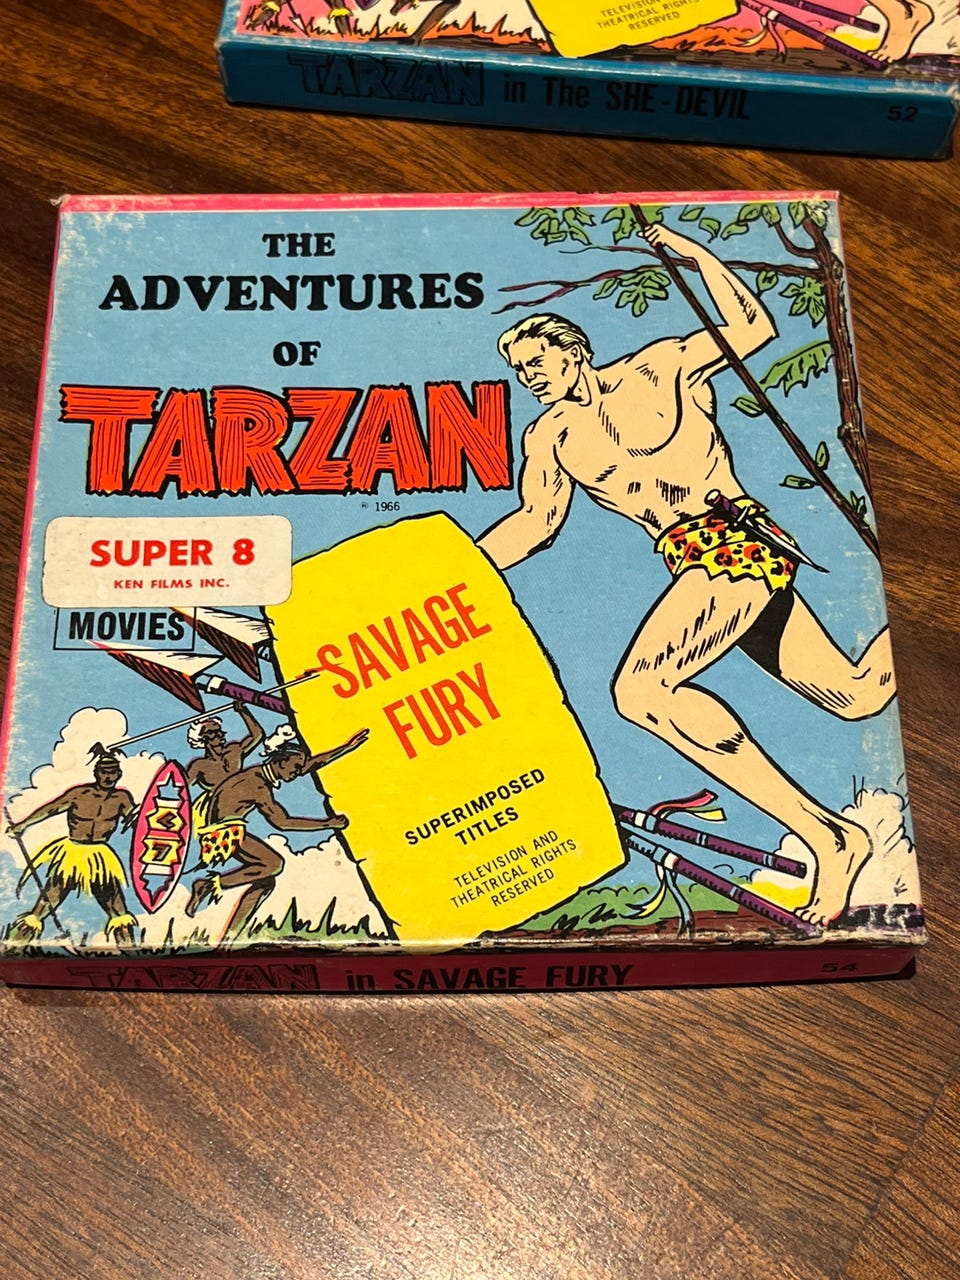 TELEVISION
THEATRICAL RIGHTS
RESERVED
TARZAN in The SHE-DEVIL
52
THE
ADVENTURES
OF
TARZAN
® 1966
SUPER 8
KEN FILMS INC.
MOVIES
SAVAGE
FURY
SUPERIMPOSED
TITLES
TELEVISION AND
THEATRICAL RIGHTS
RESERVED
TARZAN in SAVAGE FURY
54